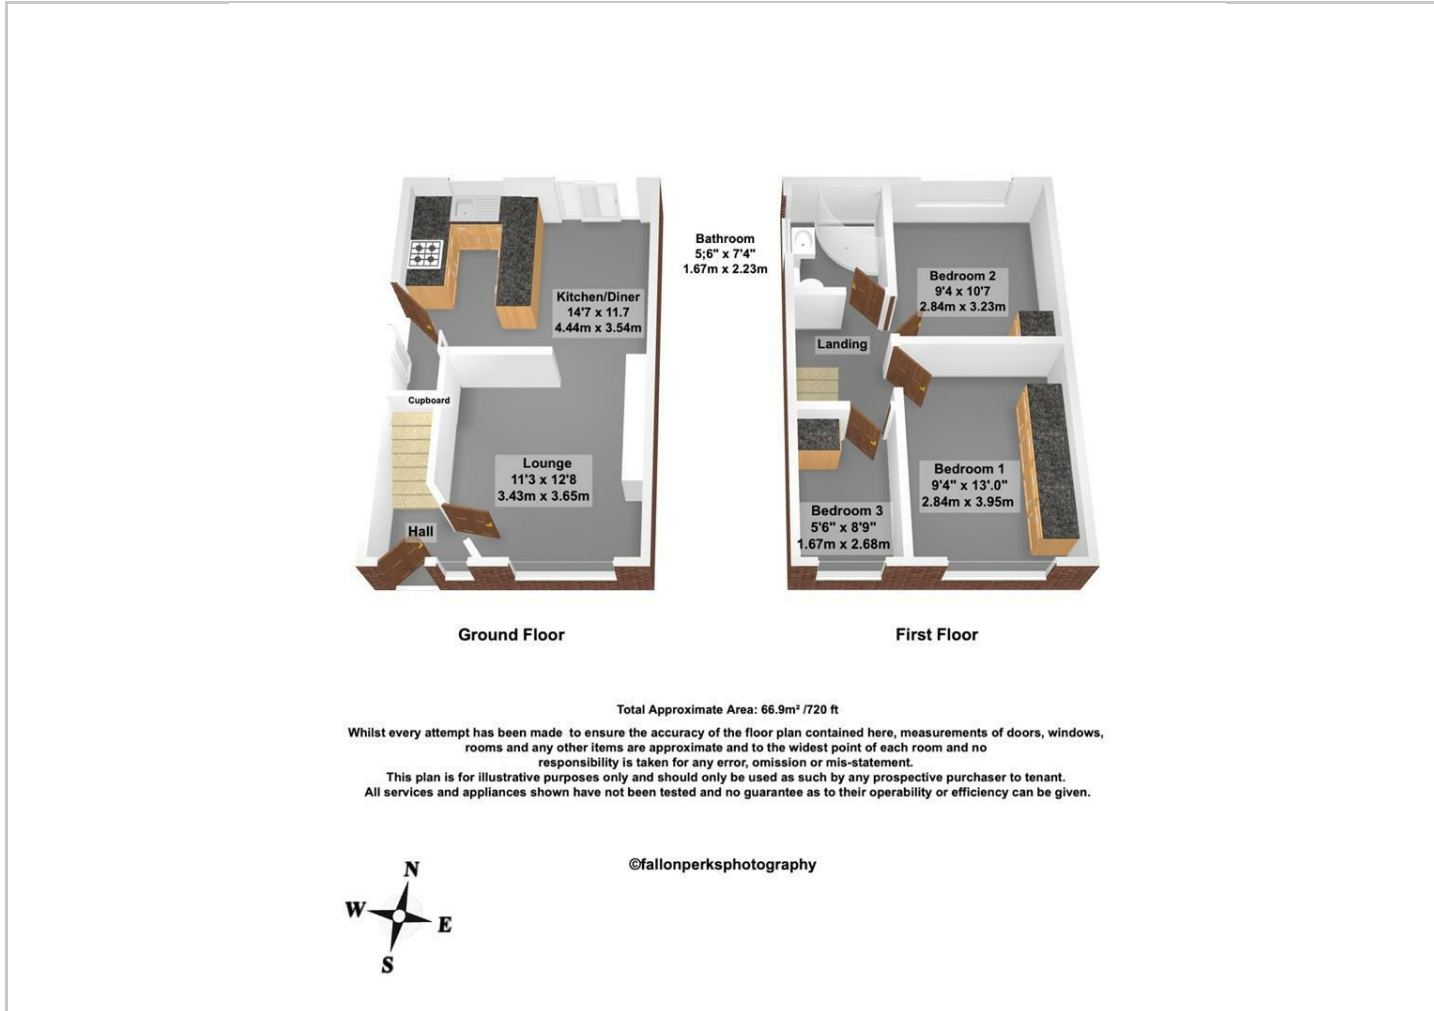 Kitchen/Diner
14'7 x 11.7
4.44m x 3.54m
Cupboard
Lounge
11'3 x 12'8
3.43m x 3.65m
Hall
Ground Floor
Bathroom
5;6" x 7'4"
1.67m x 2.23m
Bedroom 2
9'4 x 10'7
2.84m x 3.23m
Landing
Bedroom 1
9'4" x 13'.0"
2.84m x 3.95m
Bedroom 3
5'6" x 8'9"
1.67m x 2.68m
First Floor
Total Approximate Area: 66.9m² /720 ft
Whilst every attempt has been made to ensure the accuracy of the floor plan contained here, measurements of doors, windows,
rooms and any other items are approximate and to the widest point of each room and no
responsibility is taken for any error, omission or mis-statement.
This plan is for illustrative purposes only and should only be used as such by any prospective purchaser to tenant.
All services and appliances shown have not been tested and no guarantee as to their operability or efficiency can be given.
©fallonperksphotography
N
W
E
S